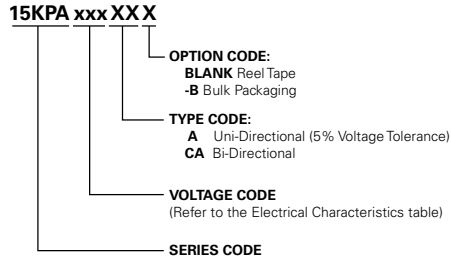 15KPA xxx XX X
OPTION CODE:
BLANK Reel Tape
-B Bulk Packaging
TYPE CODE:
A Uni-Directional (5% Voltage Tolerance)
CA Bi-Directional
VOLTAGE CODE
(Refer to the Electrical Characteristics table)
SERIES CODE